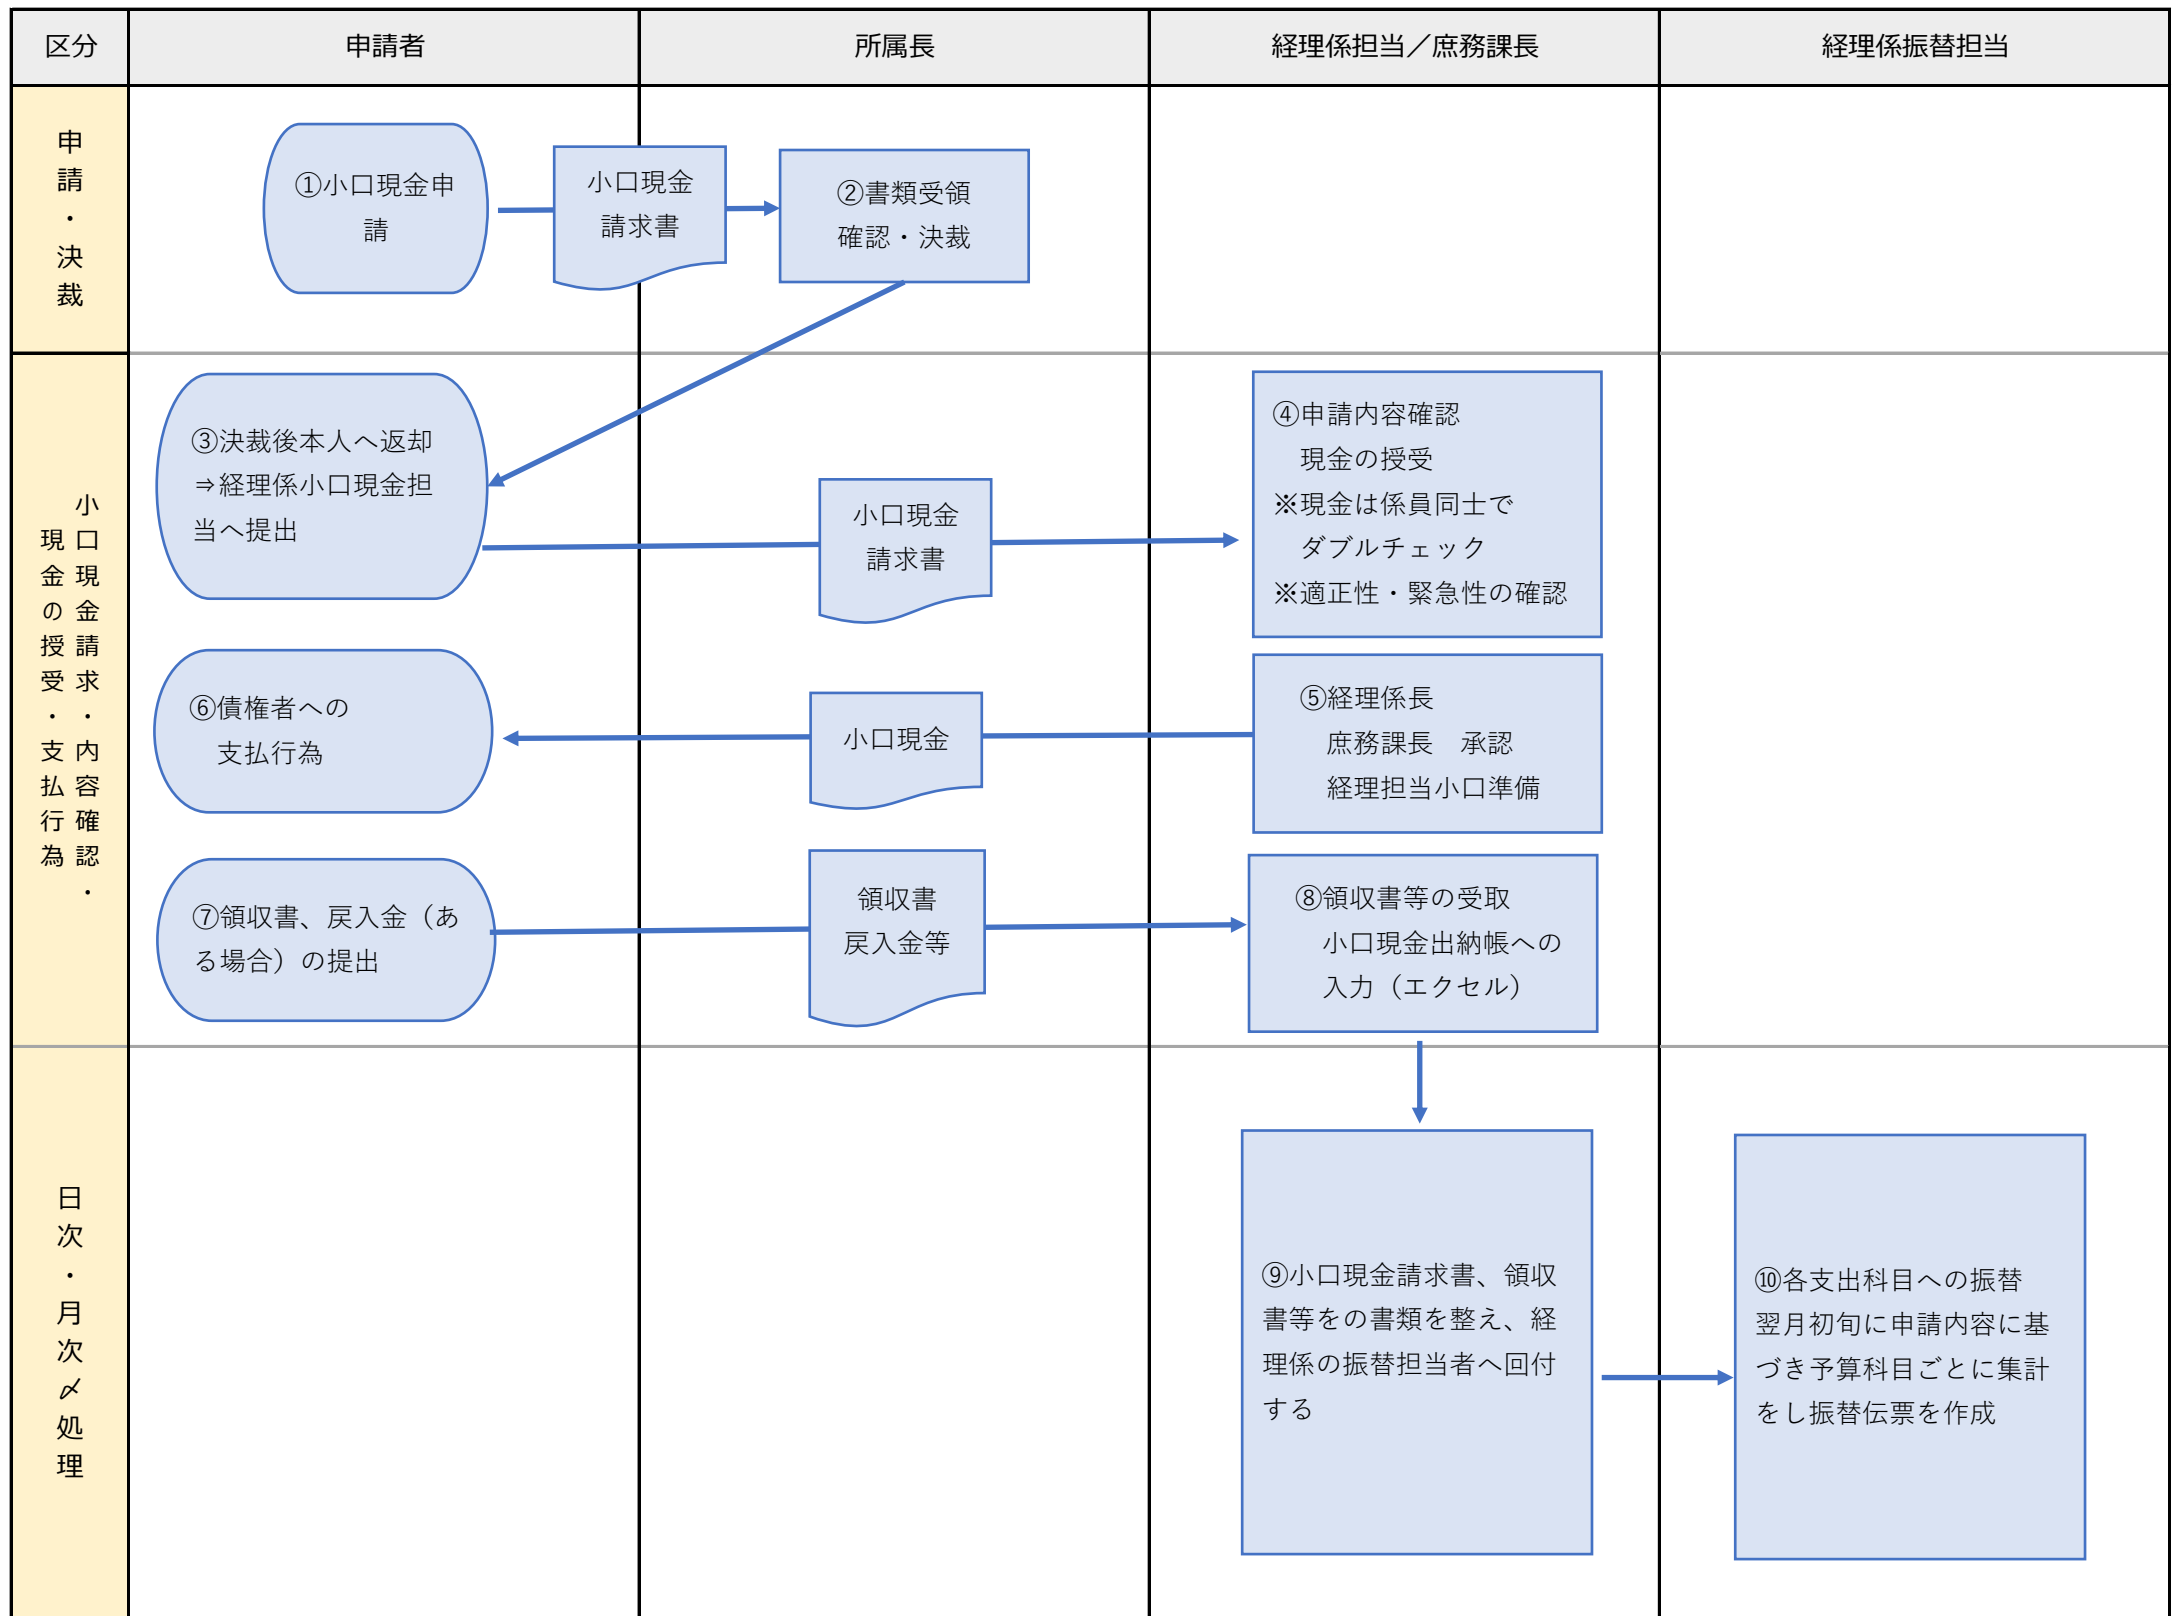 区分
申請者
所属長
経理係担当／庶務課長
経理係振替担当
申請・決裁
①小口現金申
請
小口現金
請求書
②書類受領
確認・決裁
小口現金請求・内容確認・
現金の授受・支払行為
③決裁後本人へ返却
⇒経理係小口現金担
当へ提出
小口現金
請求書
④申請内容確認
現金の授受
※現金は係員同士で
ダブルチェック
※適正性・緊急性の確認
⑤経理係長
庶務課長　承認
経理担当小口準備
小口現金
⑥債権者への
支払行為
⑦領収書、戻入金（あ
る場合）の提出
領収書
戻入金等
⑧領収書等の受取
小口現金出納帳への
入力（エクセル）
日次・月次〆処理
⑨小口現金請求書、領収
書等をの書類を整え、経
理係の振替担当者へ回付
する
⑩各支出科目への振替
翌月初旬に申請内容に基
づき予算科目ごとに集計
をし振替伝票を作成